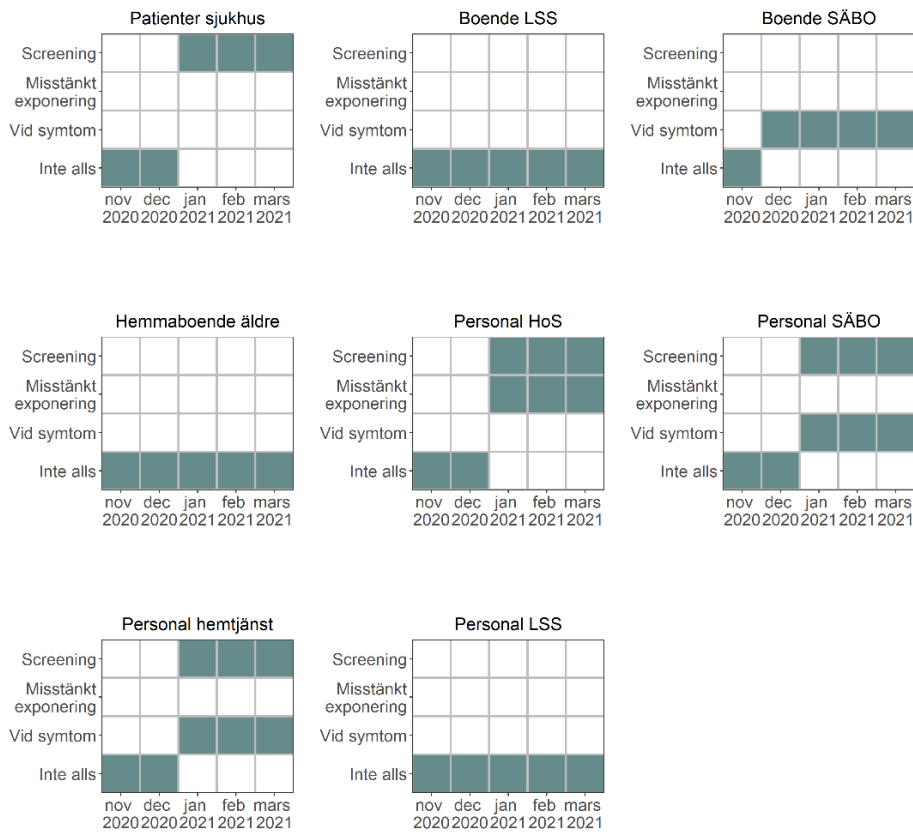 Patienter sjukhus
Screening
Misstänkt
exponering
Vid symtom
Inte alls
nov dec jan feb mars
2020 2020 2021 2021 2021
Boende LSS
nov dec jan feb mars
2020 2020 2021 2021 2021
Boende SÄBO
Screening
Misstänkt
exponering
Vid symtom
Inte alls
nov dec jan feb mars
2020 2020 2021 2021 2021
Hemmaboende äldre
Screening
Misstänkt
exponering
Vid symtom
Inte alls
nov dec jan feb mars
2020 2020 2021 2021 2021
Personal HoS
Screening
Misstänkt
exponering
Vid symtom
Inte alls
nov dec jan feb mars
2020 2020 2021 2021 2021
Personal SÄBO
Screening
Misstänkt
exponering
Vid symtom
Inte alls
nov dec jan feb mars
2020 2020 2021 2021 2021
Personal hemtjänst
Screening
Misstänkt
exponering
Vid symtom
Inte alls
nov dec jan feb mars
2020 2020 2021 2021 2021
Personal LSS
Screening
Misstänkt
exponering
Vid symtom
Inte alls
nov dec jan feb mars
2020 2020 2021 2021 2021